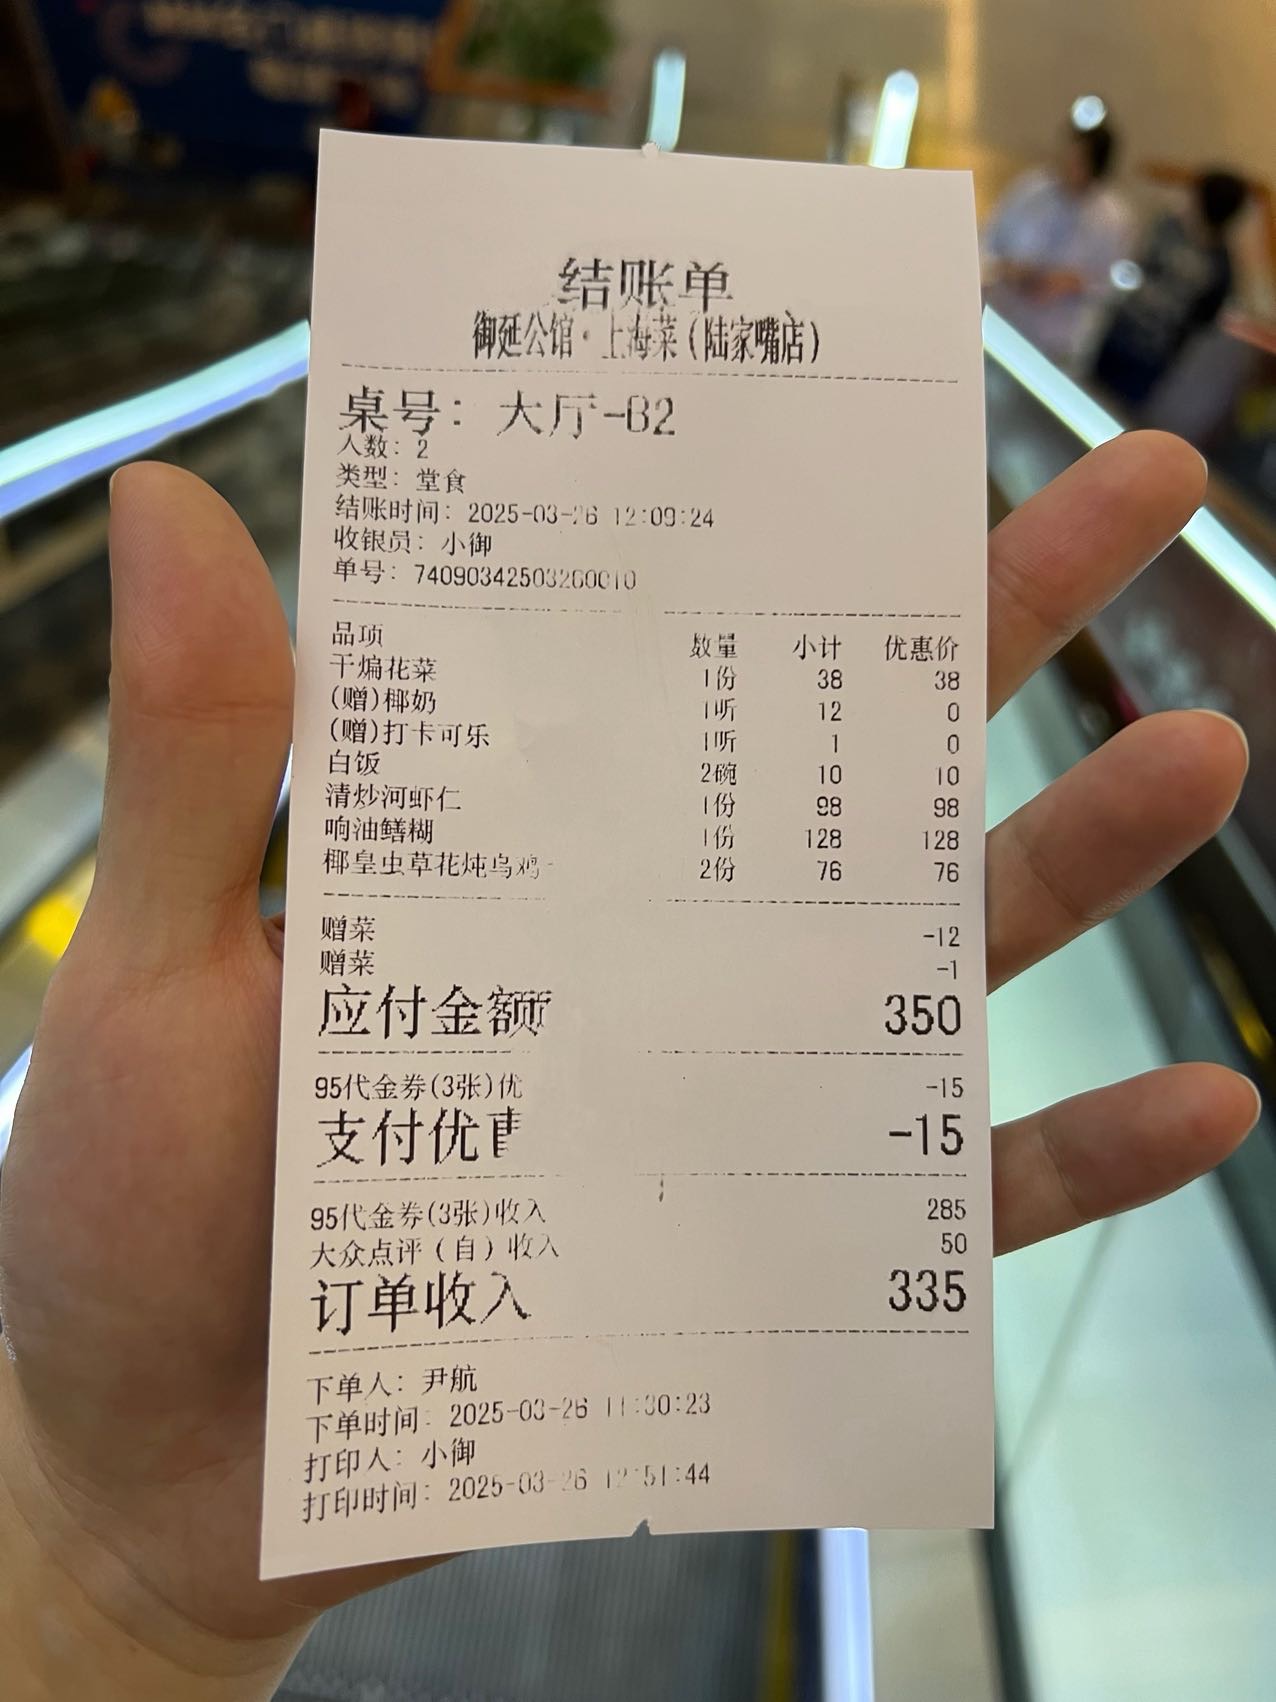 结账单
御延公馆·上海菜(陆家嘴店)
桌号: 大厅-B2
人数: 2
类型: 堂食
结账时间: 2025-03-26 12:09:24
收银员: 小御
单号: 74090342503260010
品项 数量 小计 优惠价
干煸花菜 1份 38 38
(赠)椰奶 1听 12 0
(赠)打卡可乐 1听 1 0
白饭 2碗 10 10
清炒河虾仁 1份 98 98
响油鳝糊 1份 128 128
椰皇虫草花炖乌鸡 2份 76 76
赠菜 -12
赠菜 -1
应付金额 350
95代金券(3张)优 -15
支付优惠 -15
95代金券(3张)收入 285
大众点评(自)收入 50
订单收入 335
下单人: 尹航
下单时间: 2025-03-26 11:30:23
打印人: 小御
打印时间: 2025-03-26 12:51:44